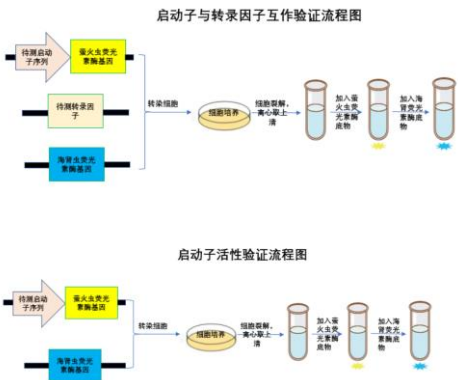 启动子与转录因子互作验证流程图
待测启动
子序列
萤火虫荧光
素酶基因
待测转录因
子
海肾虫荧光
素酶基因
转染细胞
细胞培养
细胞裂解,
离心取上
清
加入萤
火虫荧
光素酶
底物
加入海
肾荧光
素酶底
物
启动子活性验证流程图
待测启动
子序列
萤火虫荧光
素酶基因
海肾虫荧光
素酶基因
转染细胞
细胞培养
细胞裂解,
离心取上
清
加入萤
火虫荧
光素酶
底物
加入海
肾荧光
素酶底
物